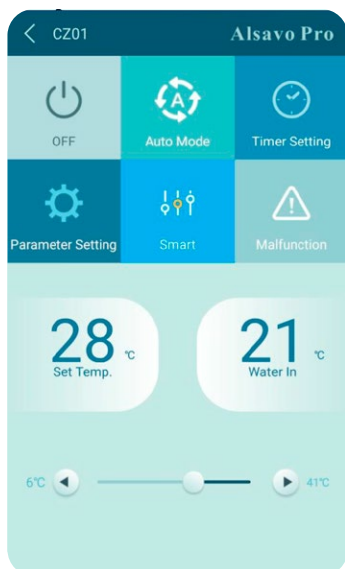 CZ01 Alsavo Pro
A
OFF Auto Mode Timer Setting
Parameter Setting Smart Malfunction
28 °C 21 °C
Set Temp. Water In
6℃ 41℃